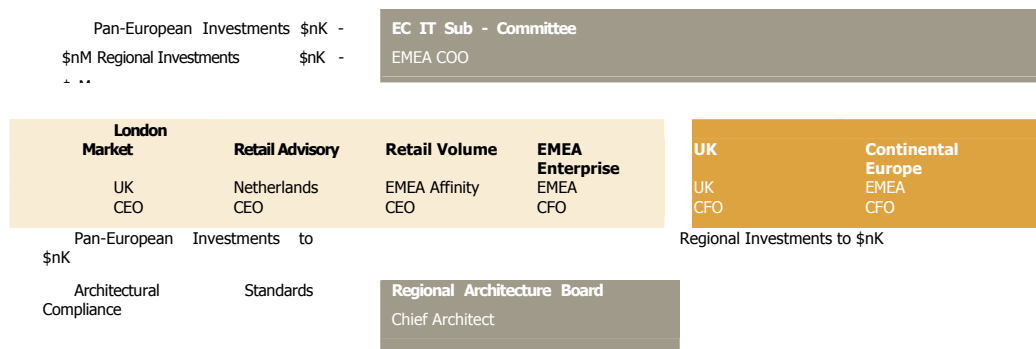 Pan-European Investments $nK -
$nM Regional Investments $nK -
EC IT Sub - Committee
EMEA COO
London
Market Retail Advisory Retail Volume EMEA
Enterprise
UK Netherlands EMEA Affinity EMEA
CEO CEO CEO CFO
UK Continental
Europe
UK EMEA
CFO CFO
Pan-European Investments to
$nK
Regional Investments to $nK
Architectural Standards
Compliance
Regional Architecture Board
Chief Architect